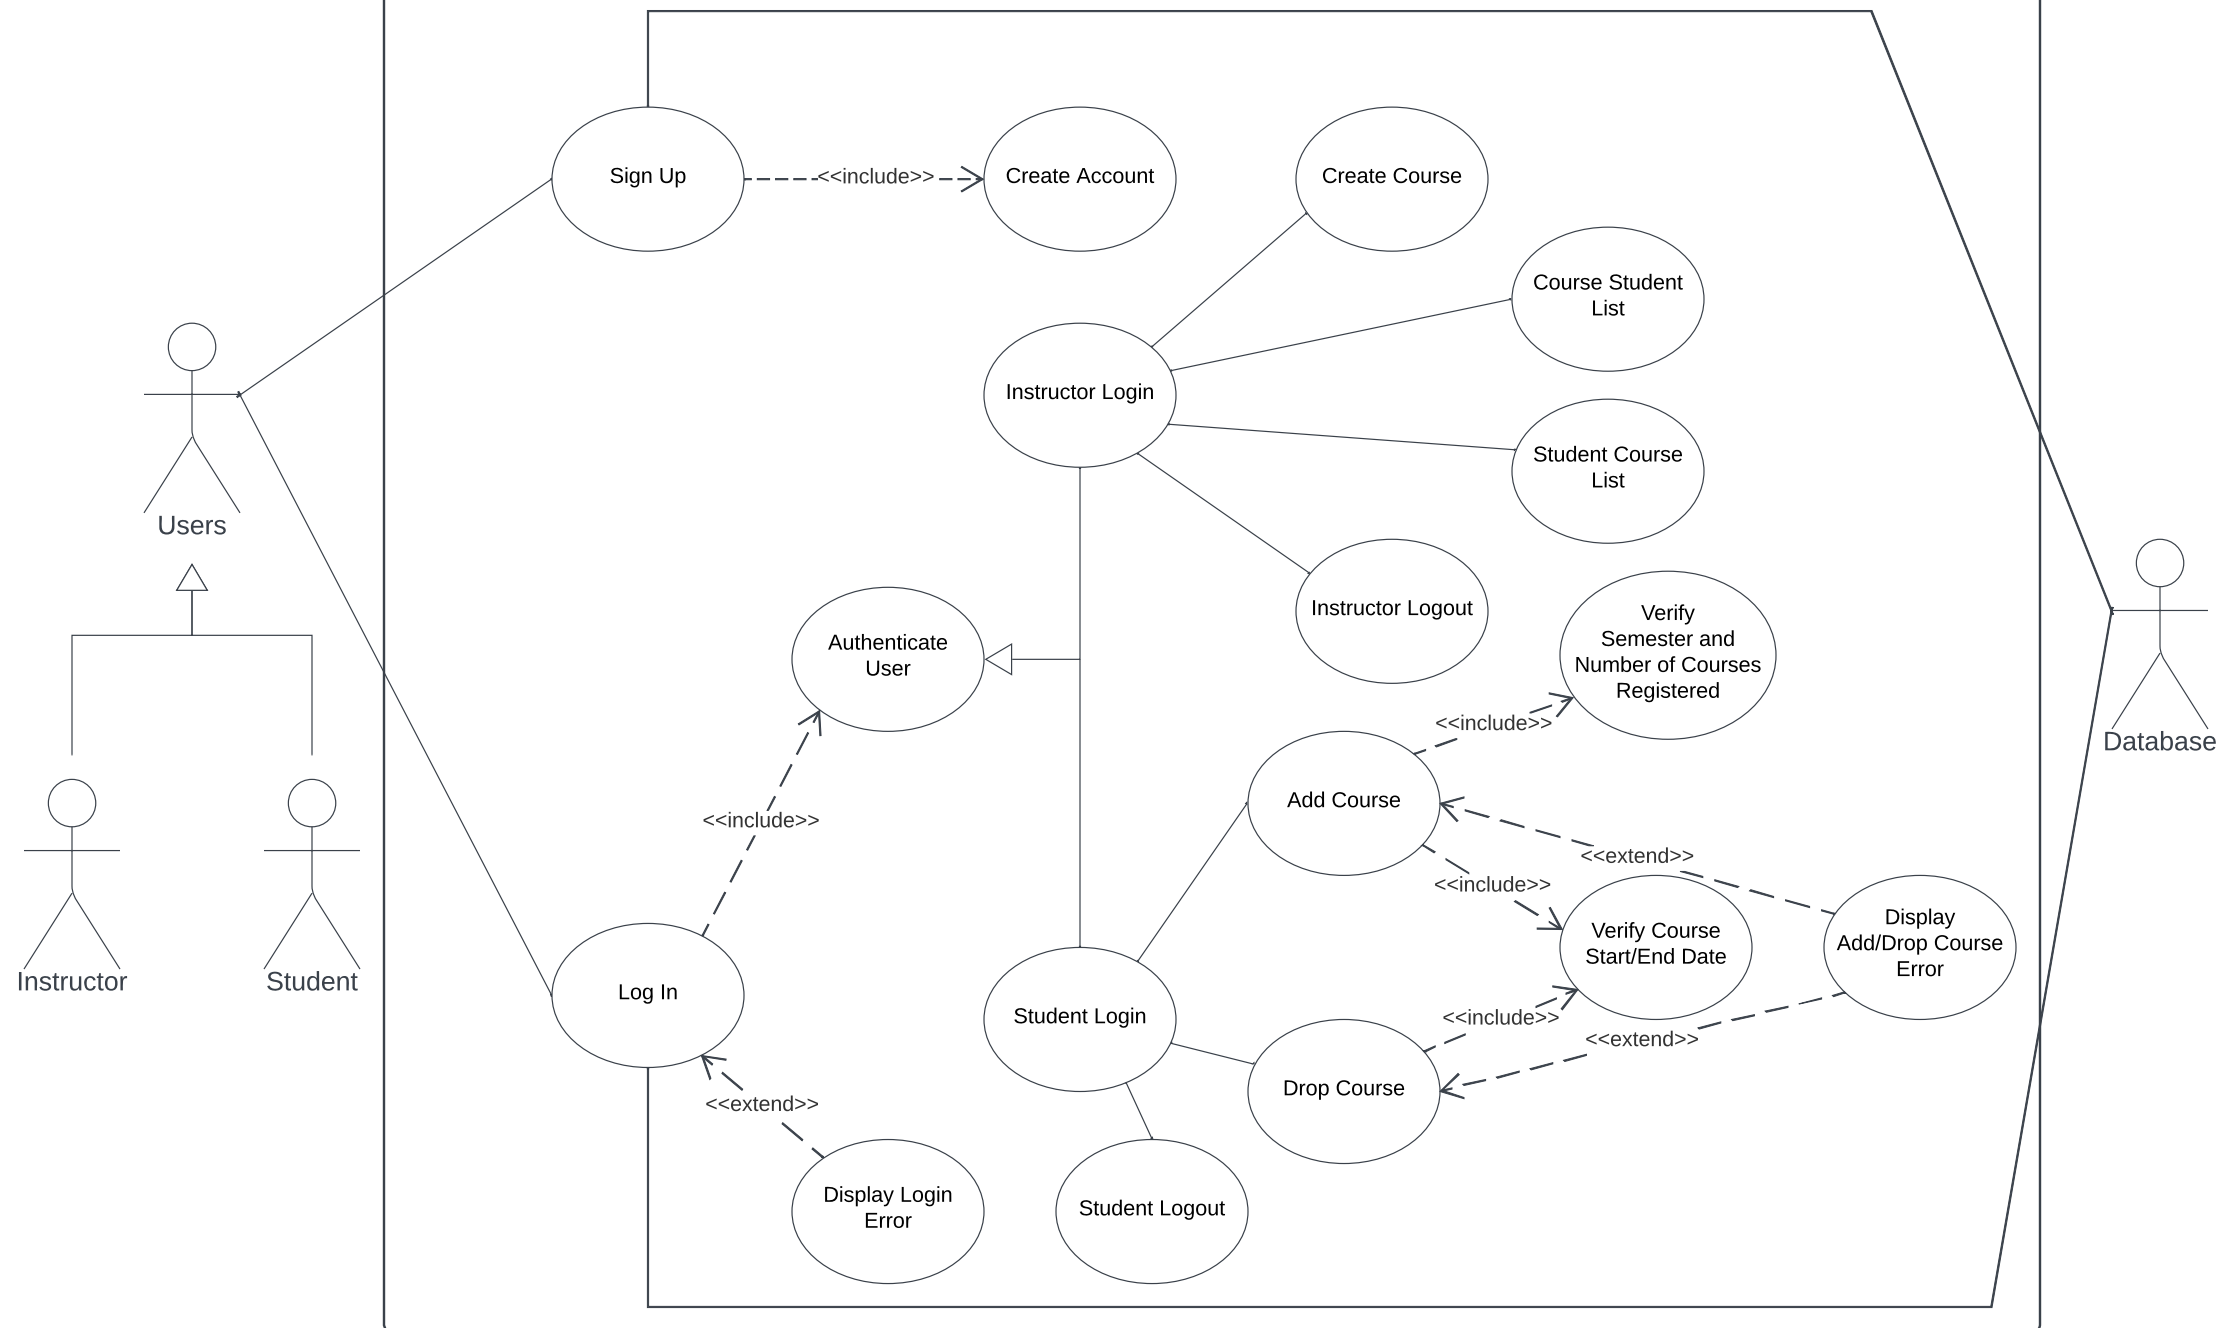 Sign Up
<<include>>
Create Account
Create Course
Course Student
List
Instructor Login
Student Course
List
Users
Instructor Logout
Authenticate
User
Verify
Semester and
Number of Courses
Registered
<<include>>
Database
Add Course
<<include>>
<<extend>>
<<include>>
Display
Add/Drop Course
Error
Verify Course
Start/End Date
Instructor
Student
Log In
Student Login
<<include>>
<<extend>>
Drop Course
<<extend>>
Display Login
Error
Student Logout